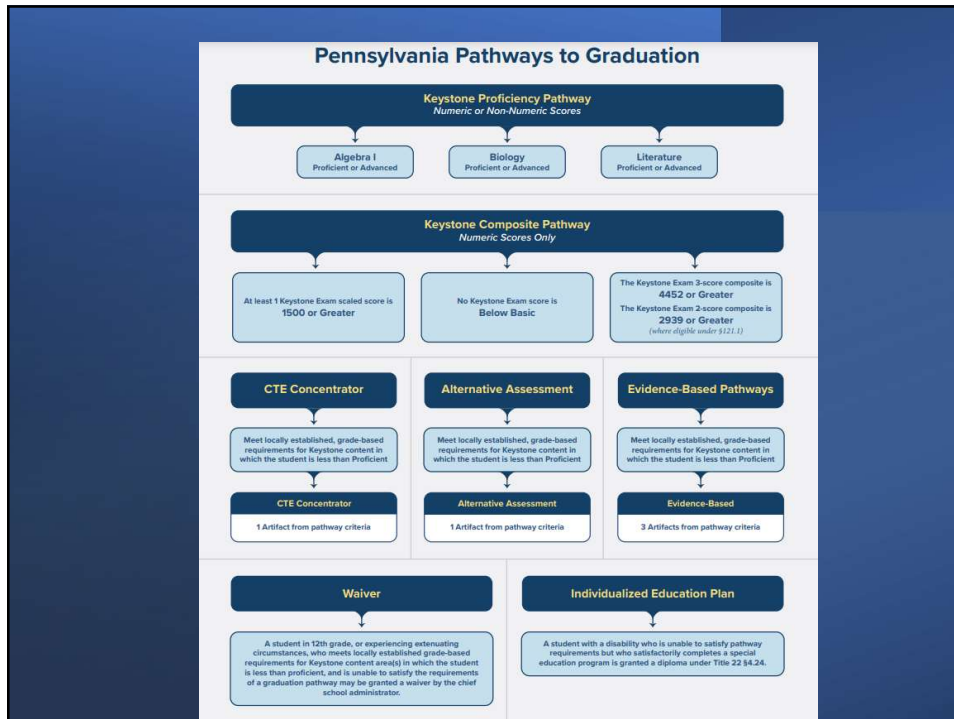 Pennsylvania Pathways to Graduation
Keystone Proficiency Pathway
Numeric or Non-Numeric Scores
Algebra I
Proficient or Advanced
Biology
Proficient or Advanced
Literature
Proficient or Advanced
Keystone Composite Pathway
Numeric Scores Only
At least 1 Keystone Exam scaled score is
1500 or Greater
No Keystone Exam score is
Below Basic
The Keystone Exam 3-score composite is
4452 or Greater
The Keystone Exam 2-score composite is
2939 or Greater
(where eligible under §121.1)
CTE Concentrator
Meet locally established, grade-based
requirements for Keystone content in
which the student is less than Proficient
CTE Concentrator
1 Artifact from pathway criteria
Alternative Assessment
Meet locally established, grade-based
requirements for Keystone content in
which the student is less than Proficient
Alternative Assessment
1 Artifact from pathway criteria
Evidence-Based Pathways
Meet locally established, grade-based
requirements for Keystone content in
which the student is less than Proficient
Evidence-Based
3 Artifacts from pathway criteria
Waiver
A student in 12th grade, or experiencing extenuating
circumstances, who meets locally established grade-based
requirements for Keystone content area(s) in which the student
is less than proficient, and is unable to satisfy the requirements
of a graduation pathway may be granted a waiver by the chief
school administrator.
Individualized Education Plan
A student with a disability who is unable to satisfy pathway
requirements but who satisfactorily completes a special
education program is granted a diploma under Title 22 §4.24.